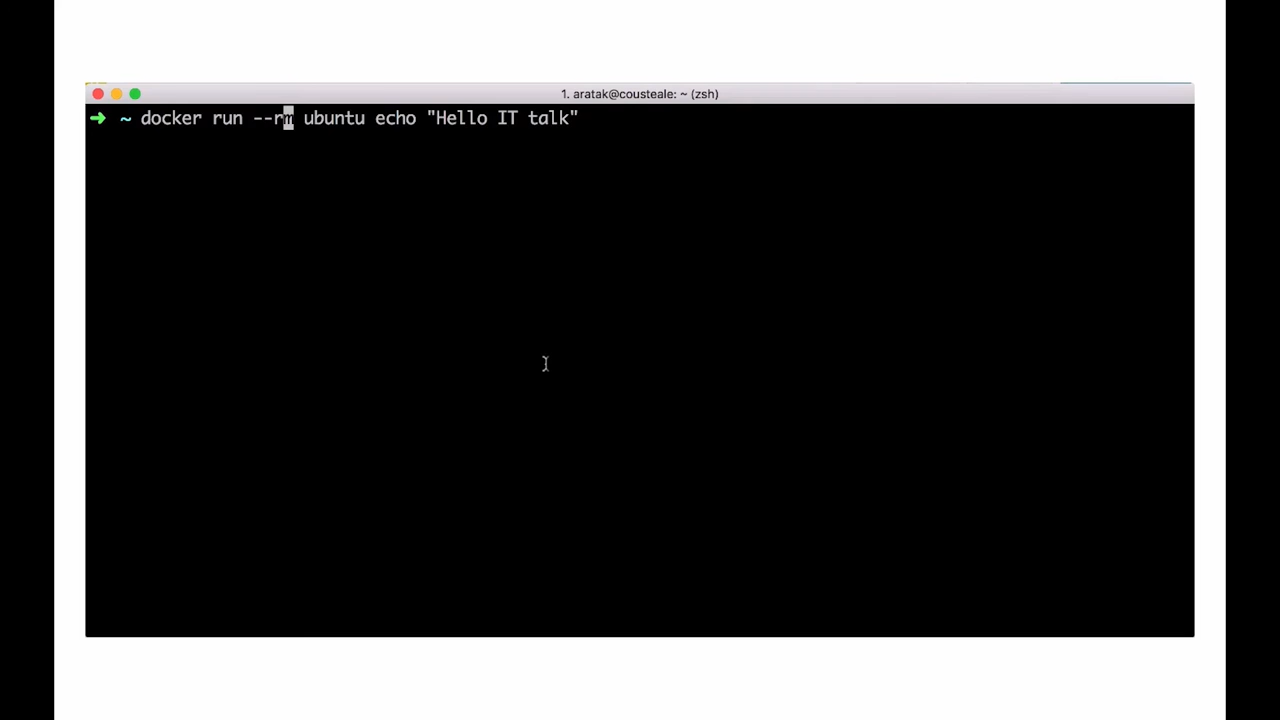 1. aratak@cousteale: ~ (zsh)
➜ ~ docker run --rm ubuntu echo "Hello IT talk"